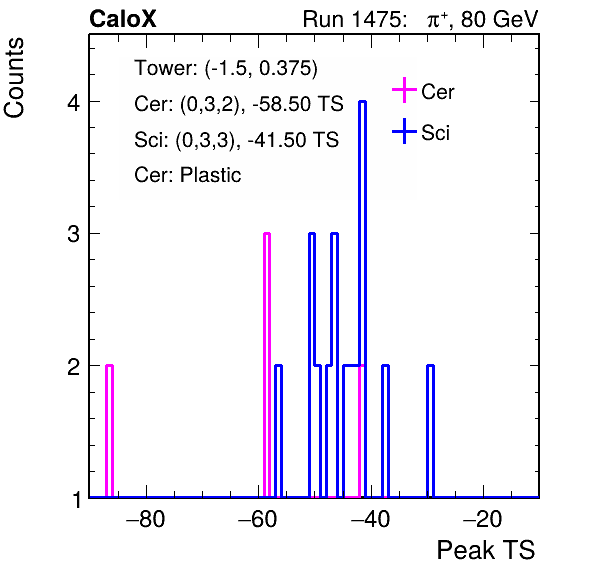 CaloX Run 1475: π⁺, 80 GeV
Counts
Tower: (-1.5, 0.375)
Cer: (0,3,2), -58.50 TS
Sci: (0,3,3), -41.50 TS
Cer: Plastic
Cer
Sci
4
3
2
1
−80 −60 −40 −20
Peak TS